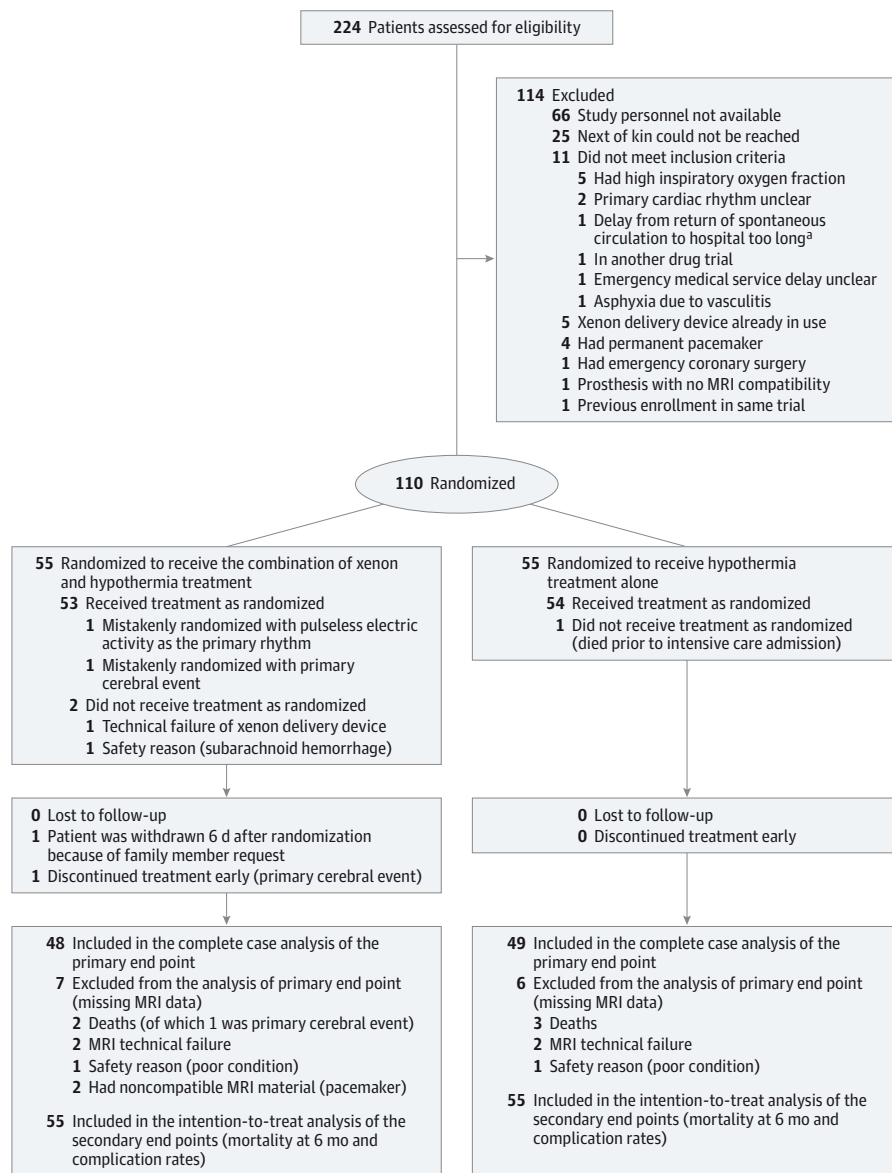 224 Patients assessed for eligibility
114 Excluded
66 Study personnel not available
25 Next of kin could not be reached
11 Did not meet inclusion criteria
5 Had high inspiratory oxygen fraction
2 Primary cardiac rhythm unclear
1 Delay from return of spontaneous
circulation to hospital too longa
1 In another drug trial
1 Emergency medical service delay unclear
1 Asphyxia due to vasculitis
5 Xenon delivery device already in use
4 Had permanent pacemaker
1 Had emergency coronary surgery
1 Prosthesis with no MRI compatibility
1 Previous enrollment in same trial
110 Randomized
55 Randomized to receive the combination of xenon
and hypothermia treatment
53 Received treatment as randomized
1 Mistakenly randomized with pulseless electric
activity as the primary rhythm
1 Mistakenly randomized with primary
cerebral event
2 Did not receive treatment as randomized
1 Technical failure of xenon delivery device
1 Safety reason (subarachnoid hemorrhage)
55 Randomized to receive hypothermia
treatment alone
54 Received treatment as randomized
1 Did not receive treatment as randomized
(died prior to intensive care admission)
0 Lost to follow-up
1 Patient was withdrawn 6 d after randomization
because of family member request
1 Discontinued treatment early (primary cerebral event)
0 Lost to follow-up
0 Discontinued treatment early
48 Included in the complete case analysis of the
primary end point
7 Excluded from the analysis of primary end point
(missing MRI data)
2 Deaths (of which 1 was primary cerebral event)
2 MRI technical failure
1 Safety reason (poor condition)
2 Had noncompatible MRI material (pacemaker)
55 Included in the intention-to-treat analysis of the
secondary end points (mortality at 6 mo and
complication rates)
49 Included in the complete case analysis of the
primary end point
6 Excluded from the analysis of primary end point
(missing MRI data)
3 Deaths
2 MRI technical failure
1 Safety reason (poor condition)
55 Included in the intention-to-treat analysis of the
secondary end points (mortality at 6 mo and
complication rates)